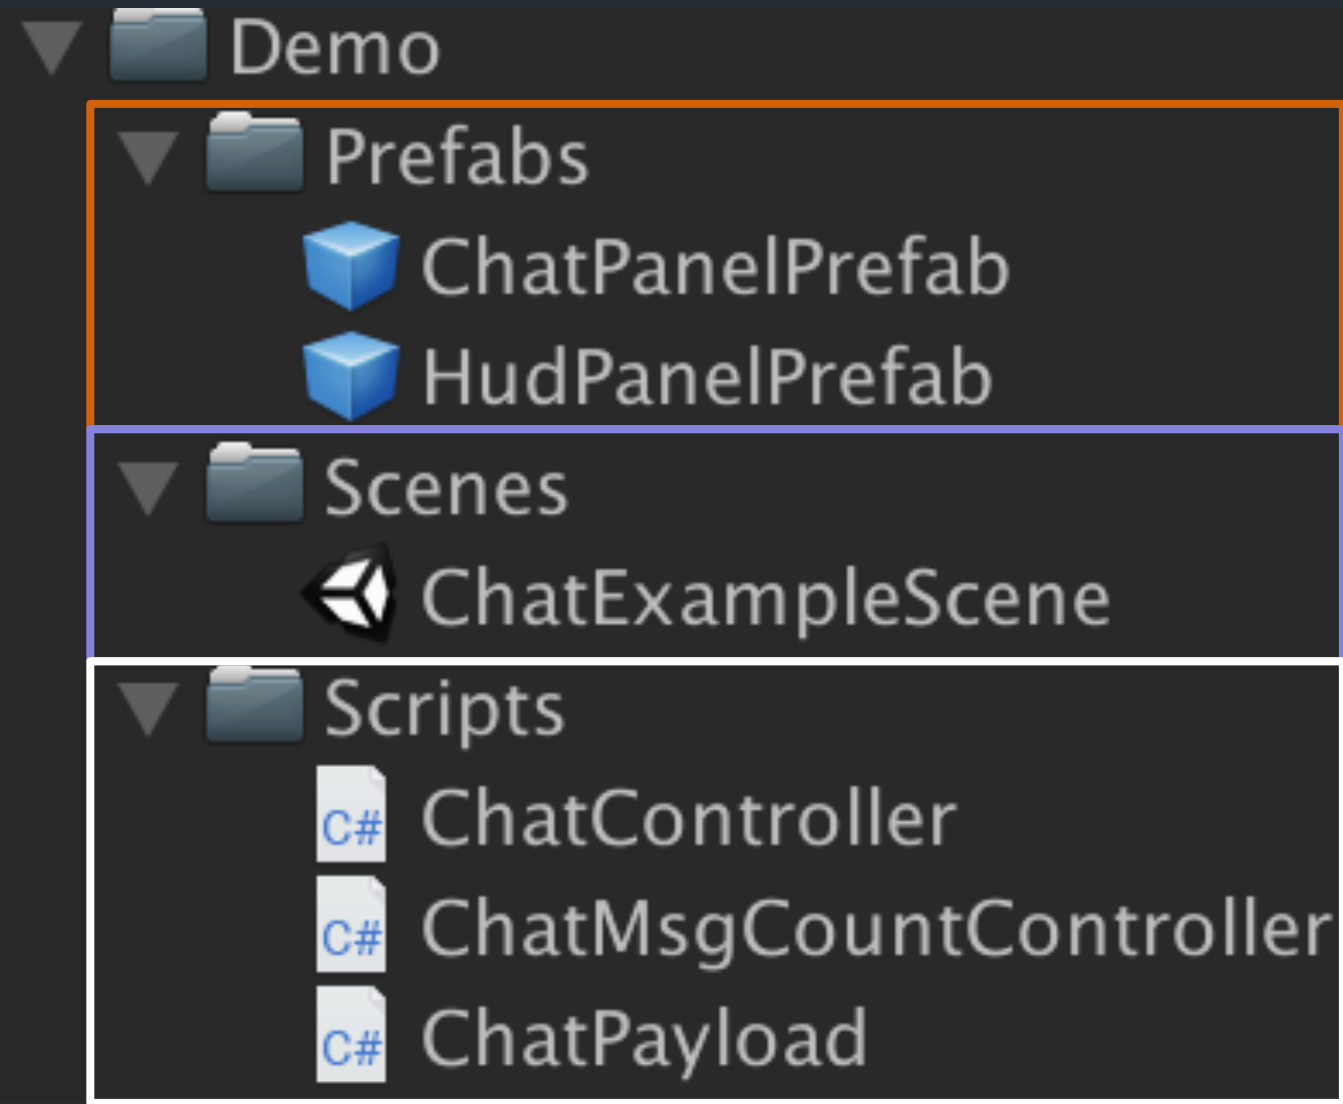 Demo
Prefabs
ChatPanelPrefab
HudPanelPrefab
Scenes
ChatExampleScene
Scripts
C# ChatController
C# ChatMsgCountController
C# ChatPayload